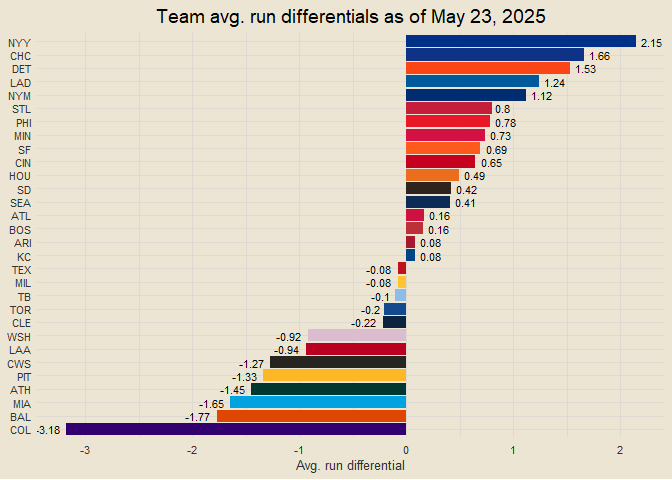 Team avg. run differentials as of May 23, 2025
NYY 2.15
CHC 1.66
DET 1.53
LAD 1.24
NYM 1.12
STL 0.8
PHI 0.78
MIN 0.73
SF 0.69
CIN 0.65
HOU 0.49
SD 0.42
SEA 0.41
ATL 0.16
BOS 0.16
ARI 0.08
KC 0.08
TEX -0.08
MIL -0.08
TB -0.1
TOR -0.2
CLE -0.22
WSH -0.92
LAA -0.94
CWS -1.27
PIT -1.33
ATH -1.45
MIA -1.65
BAL -1.77
COL -3.18
-3 -2 -1 0 1 2
Avg. run differential